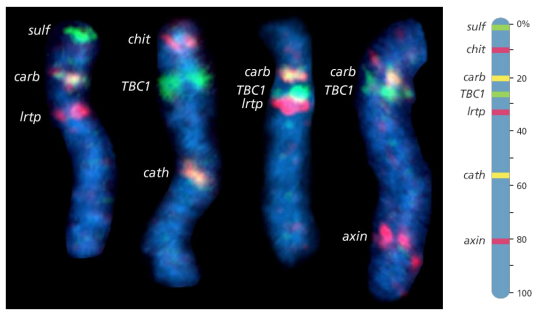 sulf
carb
lrtp
chit
TBC1
cath
carb
TBC1
lrtp
carb
TBC1
axin
sulf 0%
chit
carb 20
TBC1
lrtp
40
cath
60
axin 80
100